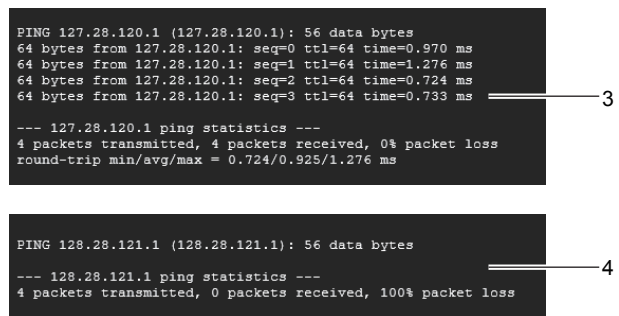 PING 127.28.120.1 (127.28.120.1): 56 data bytes
64 bytes from 127.28.120.1: seq=0 ttl=64 time=0.970 ms
64 bytes from 127.28.120.1: seq=1 ttl=64 time=1.276 ms
64 bytes from 127.28.120.1: seq=2 ttl=64 time=0.724 ms
64 bytes from 127.28.120.1: seq=3 ttl=64 time=0.733 ms
3
--- 127.28.120.1 ping statistics ---
4 packets transmitted, 4 packets received, 0% packet loss
round-trip min/avg/max = 0.724/0.925/1.276 ms
PING 128.28.121.1 (128.28.121.1): 56 data bytes
4
--- 128.28.121.1 ping statistics ---
4 packets transmitted, 0 packets received, 100% packet loss